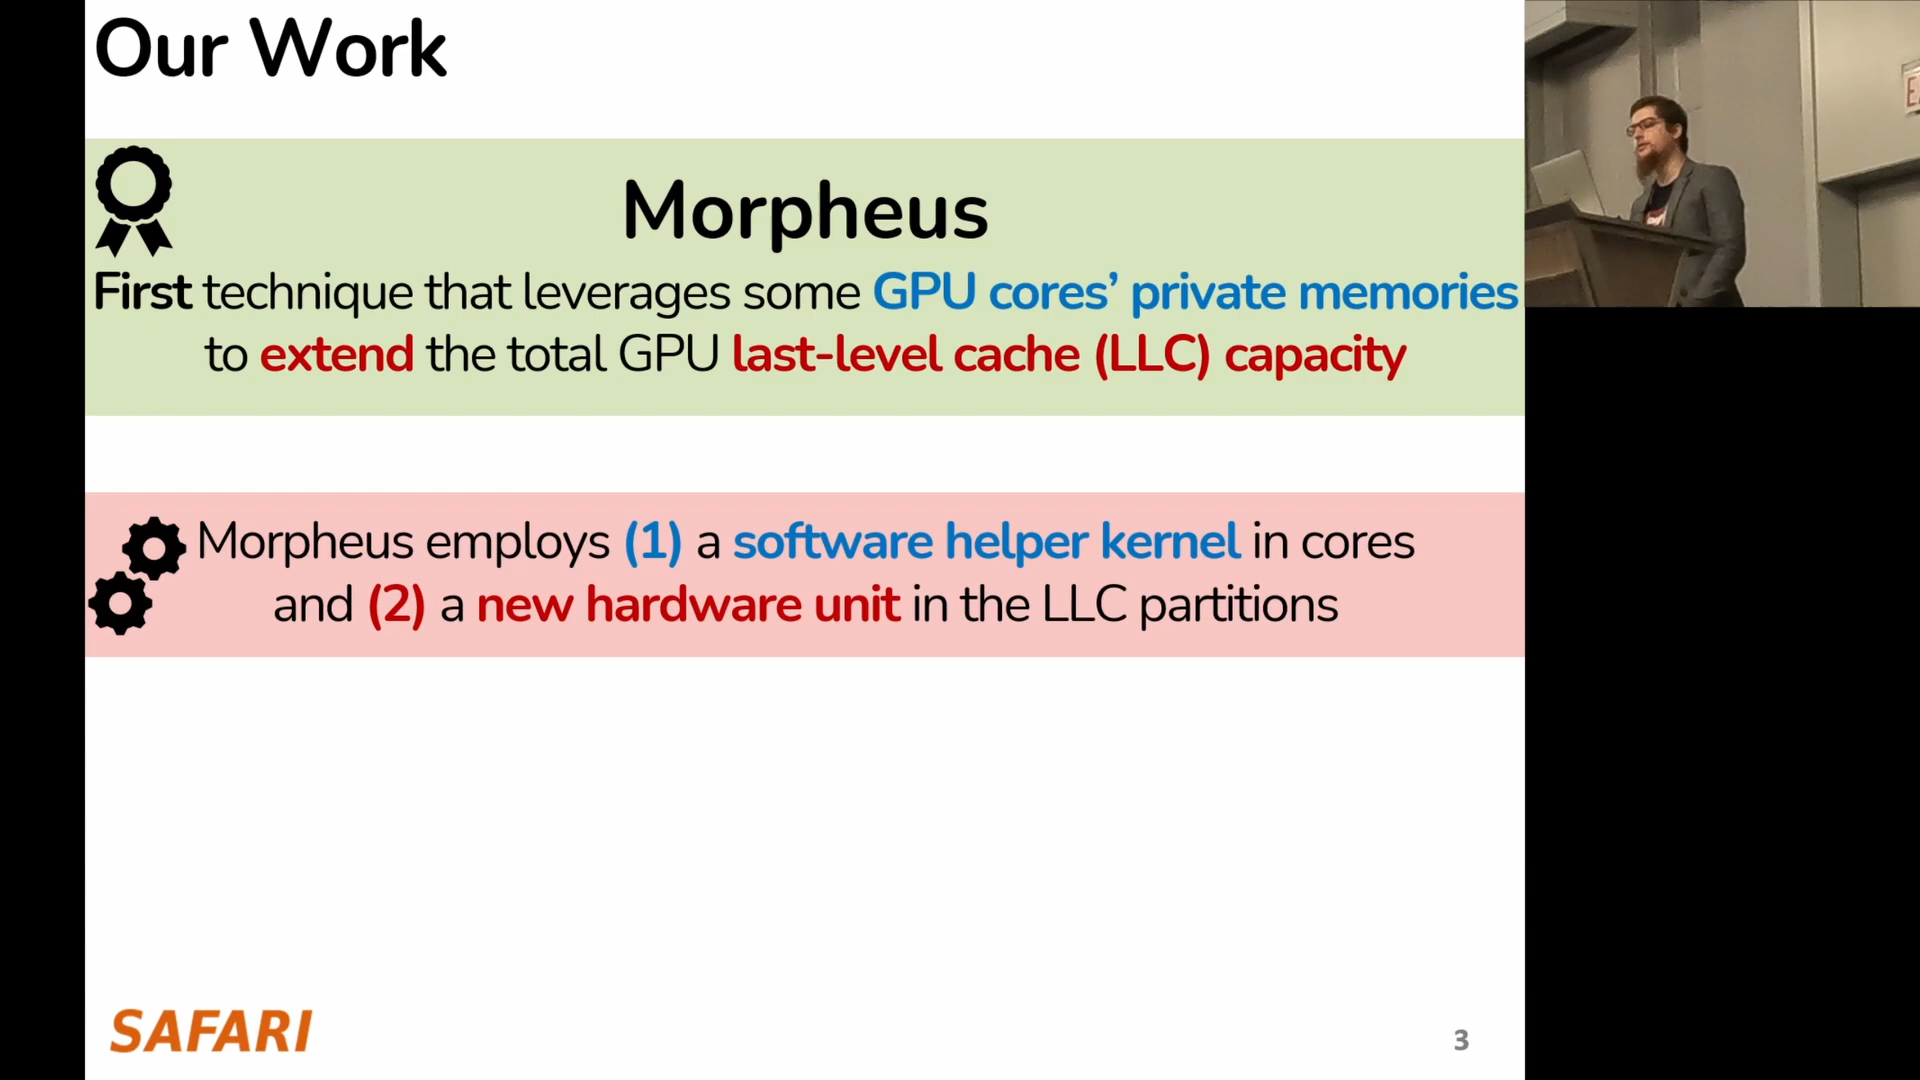 Our Work
Morpheus
First technique that leverages some GPU cores’ private memories
to extend the total GPU last-level cache (LLC) capacity
Morpheus employs (1) a software helper kernel in cores
and (2) a new hardware unit in the LLC partitions
SAFARI
3